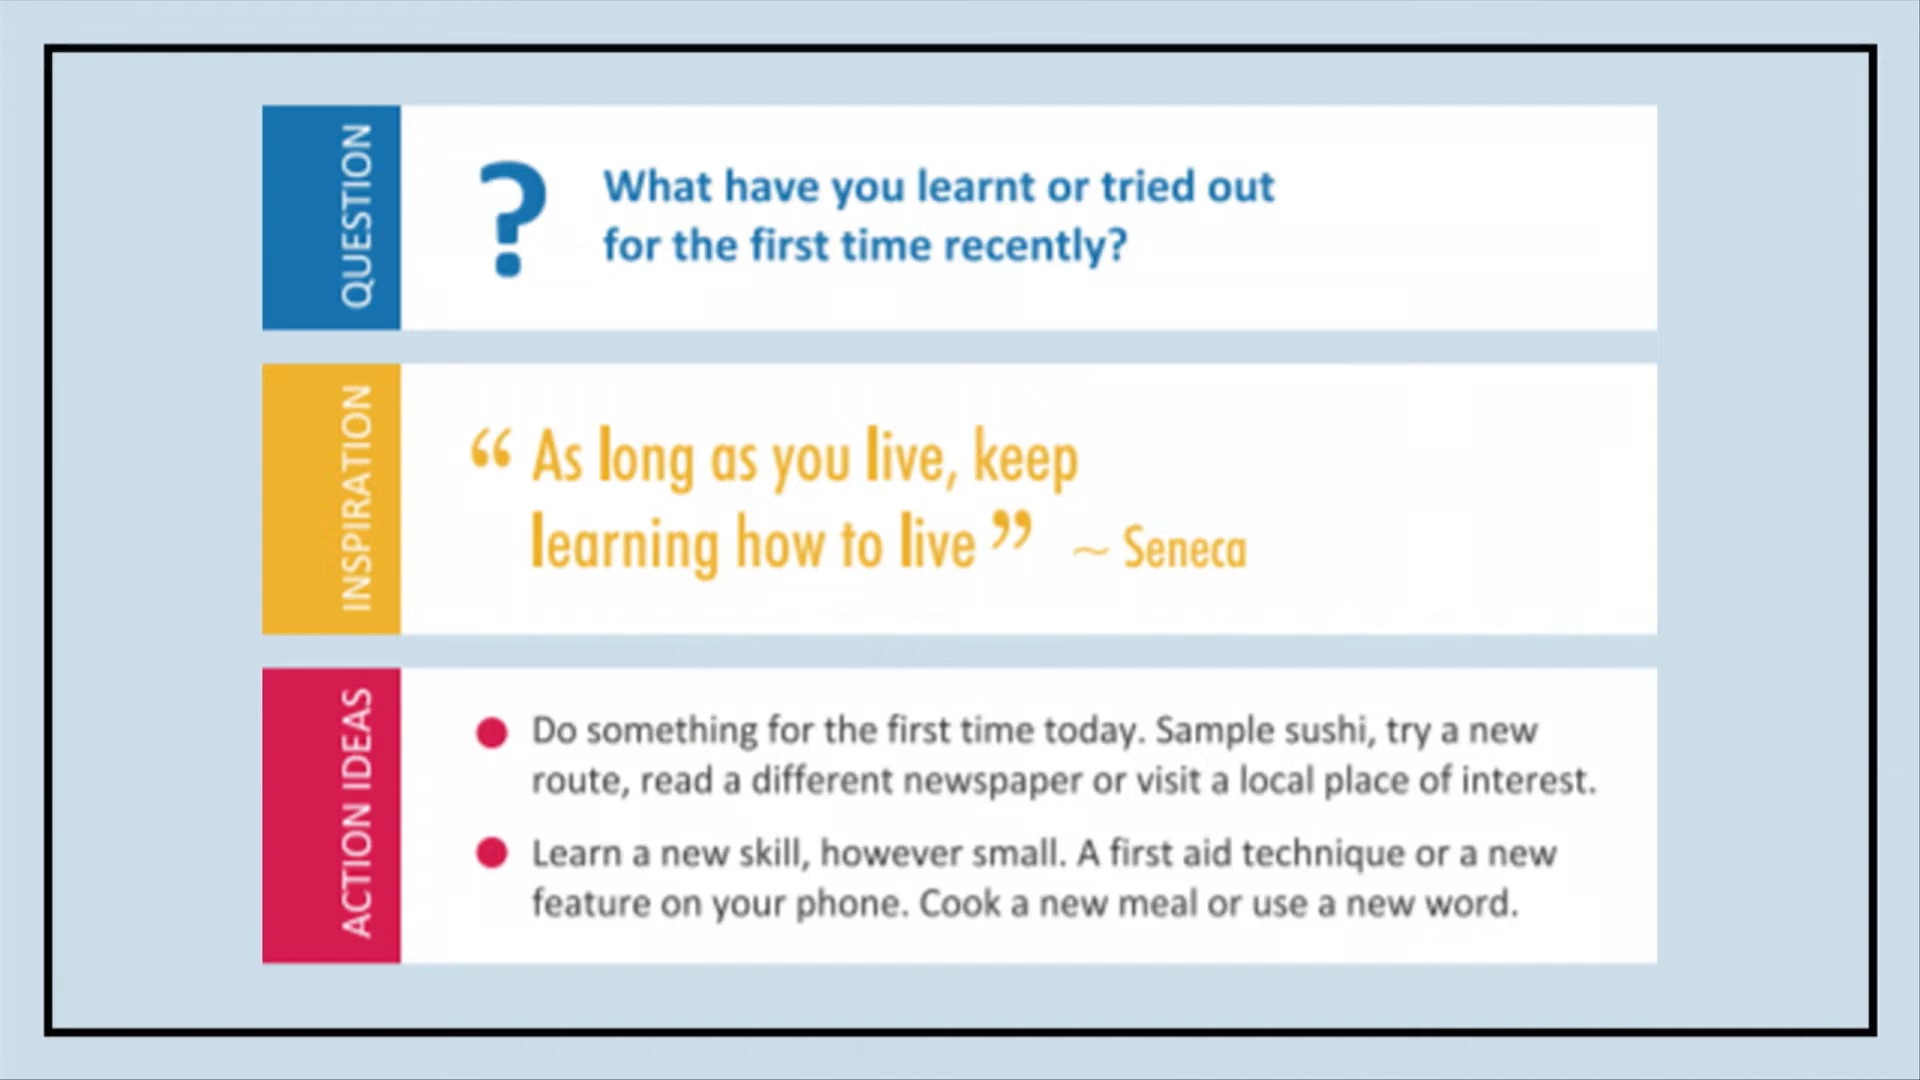 QUESTION
?
What have you learnt or tried out
for the first time recently?
INSPIRATION
“ As long as you live, keep
learning how to live ” ~ Seneca
ACTION IDEAS
Do something for the first time today. Sample sushi, try a new
route, read a different newspaper or visit a local place of interest.
Learn a new skill, however small. A first aid technique or a new
feature on your phone. Cook a new meal or use a new word.